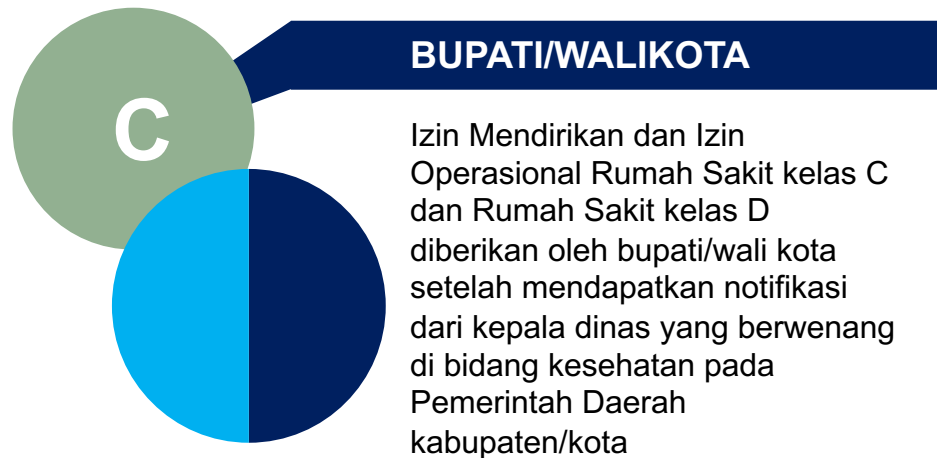 BUPATI/WALIKOTA
C
Izin Mendirikan dan Izin
Operasional Rumah Sakit kelas C
dan Rumah Sakit kelas D
diberikan oleh bupati/wali kota
setelah mendapatkan notifikasi
dari kepala dinas yang berwenang
di bidang kesehatan pada
Pemerintah Daerah
kabupaten/kota